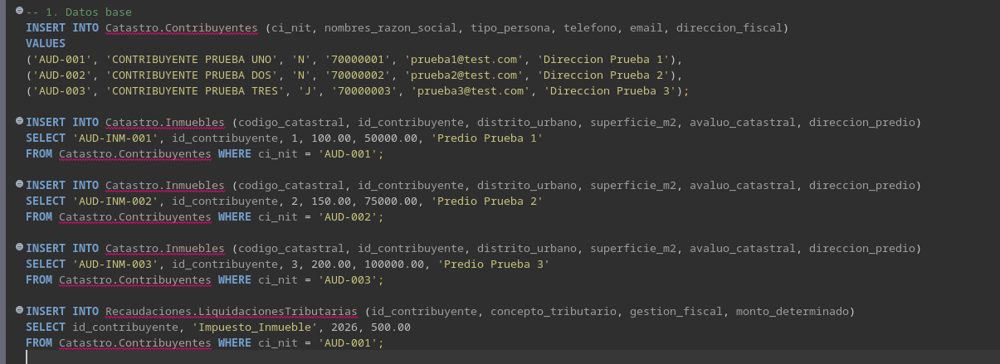 -- 1. Datos base
INSERT INTO Catastro.Contribuyentes (ci_nit, nombres_razon_social, tipo_persona, telefono, email, direccion_fiscal)
VALUES
('AUD-001', 'CONTRIBUYENTE PRUEBA UNO', 'N', '70000001', 'prueba1@test.com', 'Direccion Prueba 1'),
('AUD-002', 'CONTRIBUYENTE PRUEBA DOS', 'N', '70000002', 'prueba2@test.com', 'Direccion Prueba 2'),
('AUD-003', 'CONTRIBUYENTE PRUEBA TRES', 'J', '70000003', 'prueba3@test.com', 'Direccion Prueba 3');
INSERT INTO Catastro.Inmuebles (codigo_catastral, id_contribuyente, distrito_urbano, superficie_m2, avaluo_catastral, direccion_predio)
SELECT 'AUD-INM-001', id_contribuyente, 1, 100.00, 50000.00, 'Predio Prueba 1'
FROM Catastro.Contribuyentes WHERE ci_nit = 'AUD-001';
INSERT INTO Catastro.Inmuebles (codigo_catastral, id_contribuyente, distrito_urbano, superficie_m2, avaluo_catastral, direccion_predio)
SELECT 'AUD-INM-002', id_contribuyente, 2, 150.00, 75000.00, 'Predio Prueba 2'
FROM Catastro.Contribuyentes WHERE ci_nit = 'AUD-002';
INSERT INTO Catastro.Inmuebles (codigo_catastral, id_contribuyente, distrito_urbano, superficie_m2, avaluo_catastral, direccion_predio)
SELECT 'AUD-INM-003', id_contribuyente, 3, 200.00, 100000.00, 'Predio Prueba 3'
FROM Catastro.Contribuyentes WHERE ci_nit = 'AUD-003';
INSERT INTO Recaudaciones.LiquidacionesTributarias (id_contribuyente, concepto_tributario, gestion_fiscal, monto_determinado)
SELECT id_contribuyente, 'Impuesto_Inmueble', 2026, 500.00
FROM Catastro.Contribuyentes WHERE ci_nit = 'AUD-001';